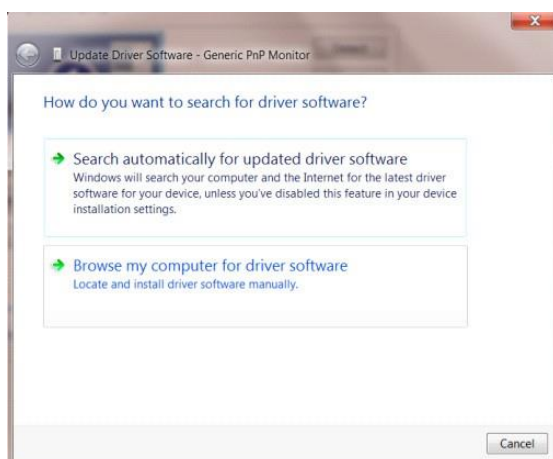 Update Driver Software - Generic PnP Monitor
How do you want to search for driver software?
Search automatically for updated driver software
Windows will search your computer and the Internet for the latest driver
software for your device, unless you've disabled this feature in your device
installation settings.
Browse my computer for driver software
Locate and install driver software manually.
Cancel